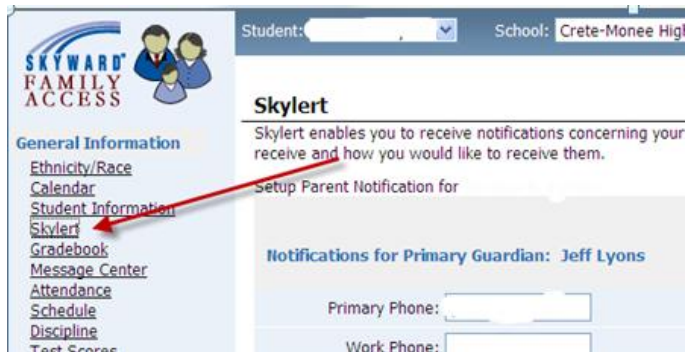 Student:
School: Crete-Monee High
SKYWARD
FAMILY
ACCESS
General Information
Ethnicity/Race
Calendar
Student Information
Skylert
Gradebook
Message Center
Attendance
Schedule
Discipline
Test Scores
Skylert
Skylert enables you to receive notifications concerning your
receive and how you would like to receive them.
Setup Parent Notification for
Notifications for Primary Guardian: Jeff Lyons
Primary Phone:
Work Phone: